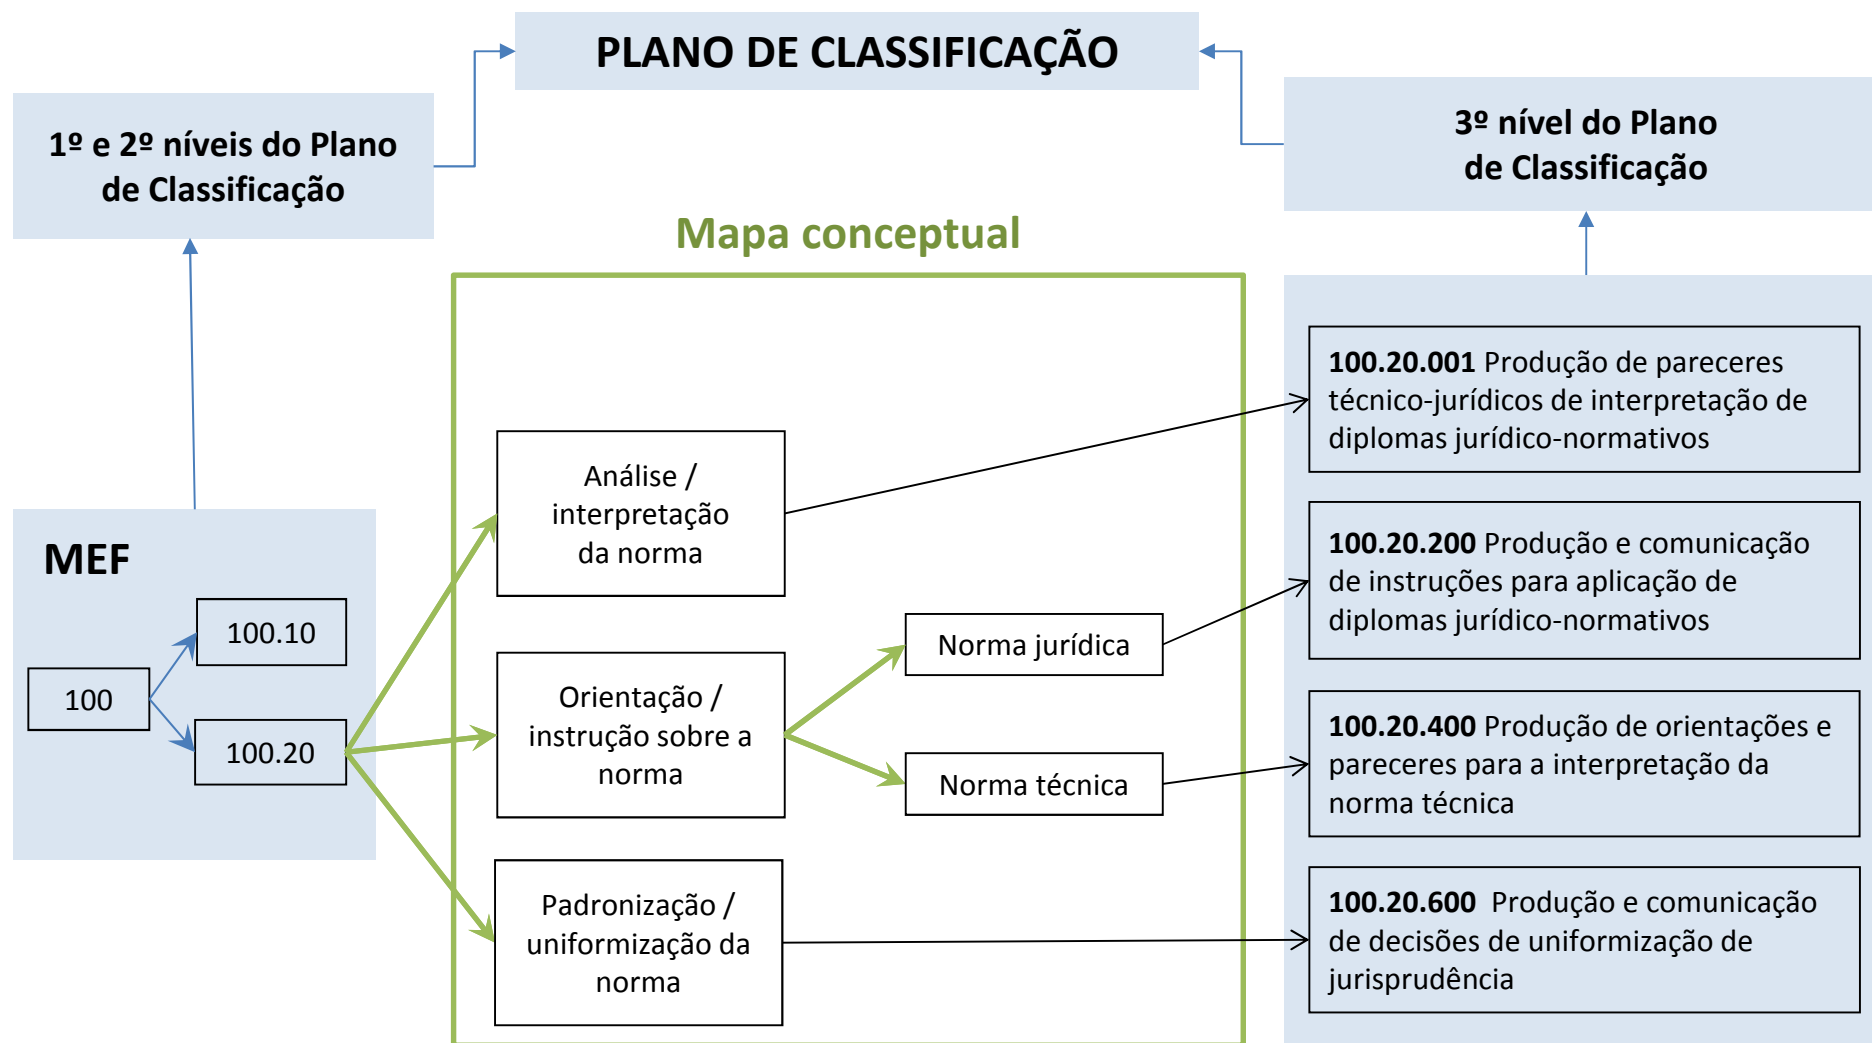 PLANO DE CLASSIFICAÇÃO
1º e 2º níveis do Plano
de Classificação
3º nível do Plano
de Classificação
Mapa conceptual
MEF
100
100.10
100.20
Análise /
interpretação
da norma
Orientação /
instrução sobre a
norma
Padronização /
uniformização da
norma
Norma jurídica
Norma técnica
100.20.001 Produção de pareceres
técnico-jurídicos de interpretação de
diplomas jurídico-normativos
100.20.200 Produção e comunicação
de instruções para aplicação de
diplomas jurídico-normativos
100.20.400 Produção de orientações e
pareceres para a interpretação da
norma técnica
100.20.600 Produção e comunicação
de decisões de uniformização de
jurisprudência